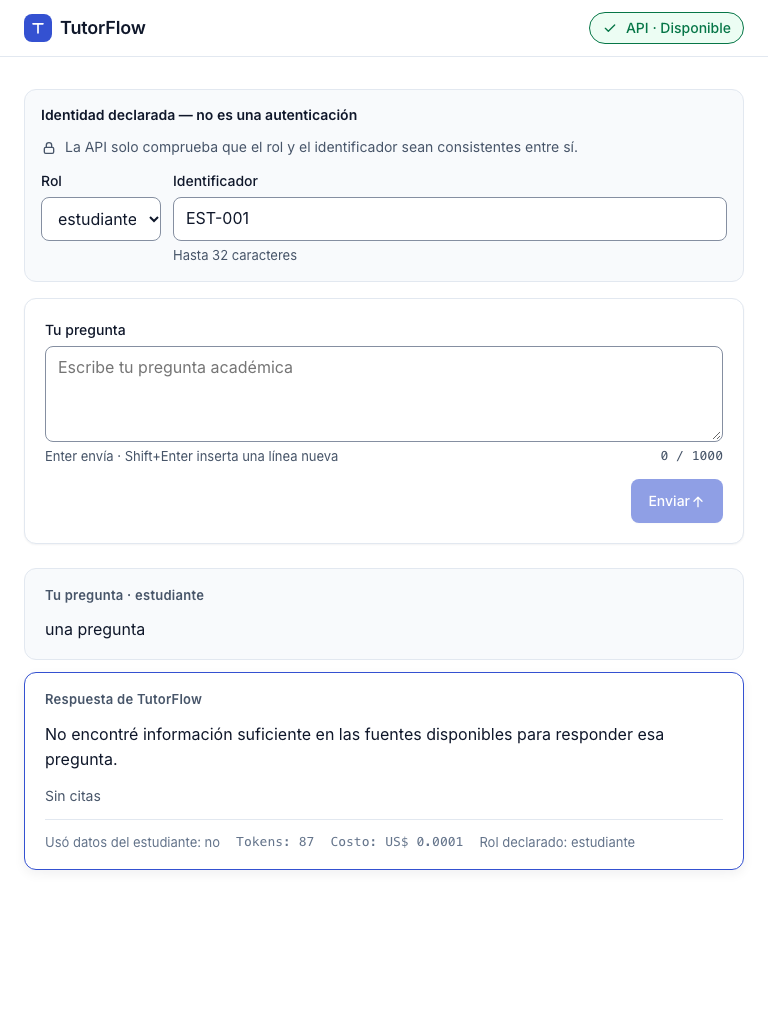 T TutorFlow
API · Disponible
Identidad declarada — no es una autenticación
La API solo comprueba que el rol y el identificador sean consistentes entre sí.
Rol
Identificador
estudiante
EST-001
Hasta 32 caracteres
Tu pregunta
Escribe tu pregunta académica
Enter envía · Shift+Enter inserta una línea nueva
0 / 1000
Enviar ↑
Tu pregunta · estudiante
una pregunta
Respuesta de TutorFlow
No encontré información suficiente en las fuentes disponibles para responder esa
pregunta.
Sin citas
Usó datos del estudiante: no Tokens: 87 Costo: US$ 0.0001 Rol declarado: estudiante